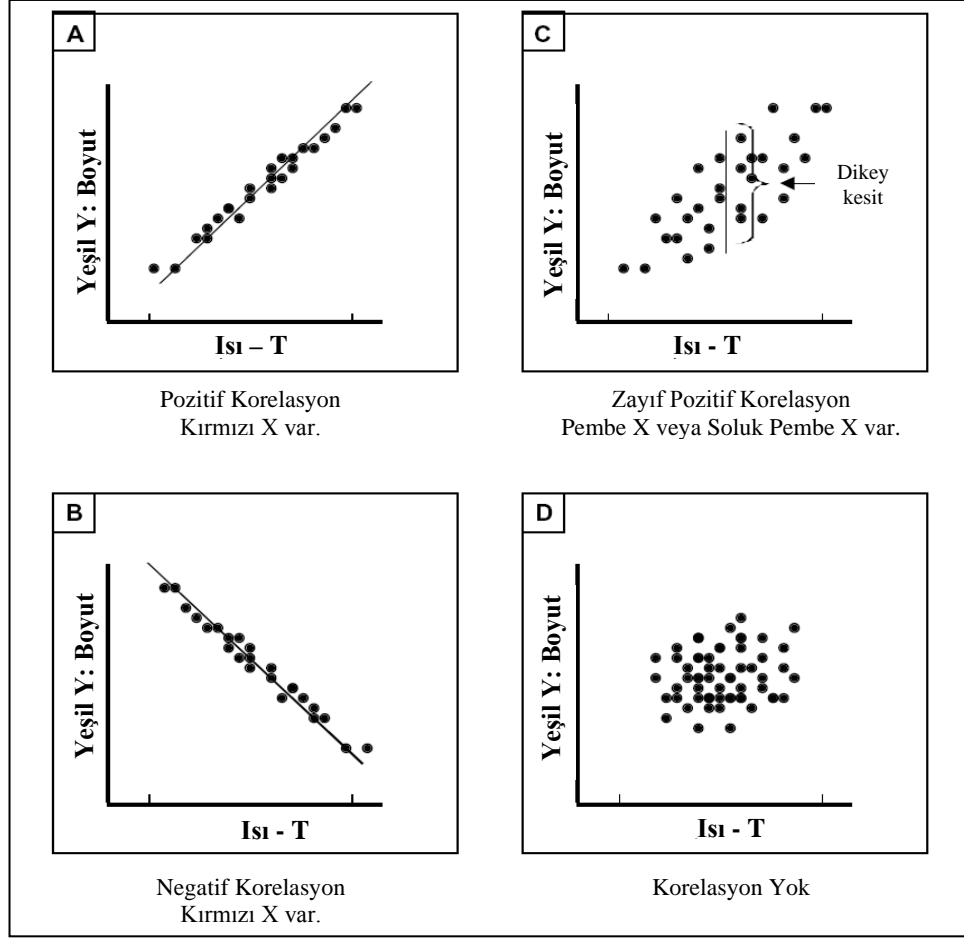 A
Yeşil Y: Boyut
Isı – T
Pozitif Korelasyon
Kırmızı X var.
C
Yeşil Y: Boyut
Dikey
kesit
Isı - T
Zayıf Pozitif Korelasyon
Pembe X veya Soluk Pembe X var.
B
Yeşil Y: Boyut
Isı - T
Negatif Korelasyon
Kırmızı X var.
D
Yeşil Y: Boyut
Isı - T
Korelasyon Yok